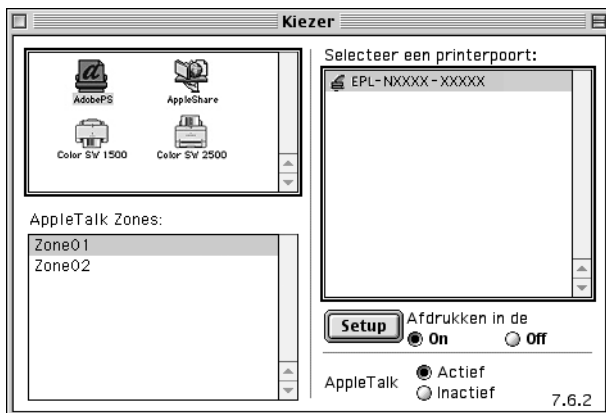 Kiezer
AdobePS
AppleShare
Color SW 1500
Color SW 2500
AppleTalk Zones:
Zone01
Zone02
Selecteer een printerpoort:
EPL-NXXXX-XXXXX
Setup
Afdrukken in de
On
Off
AppleTalk
Actief
Inactief
7.6.2